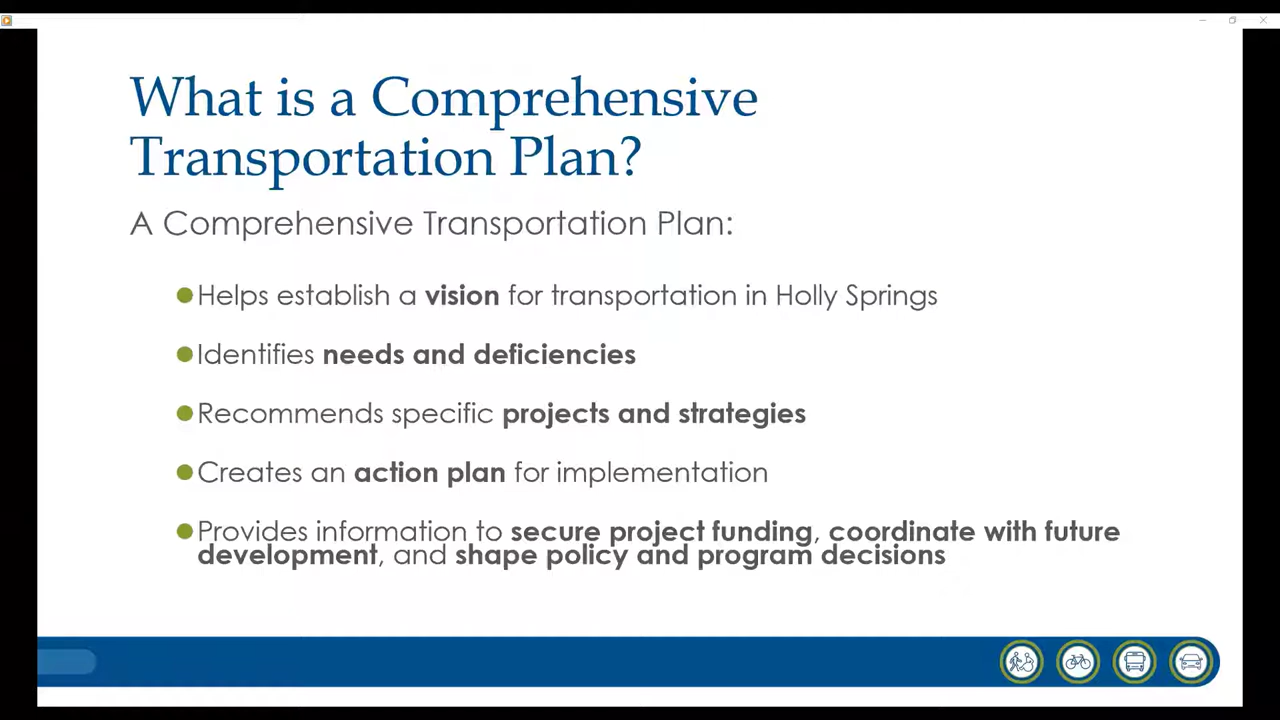 What is a Comprehensive
Transportation Plan?
A Comprehensive Transportation Plan:
Helps establish a vision for transportation in Holly Springs
Identifies needs and deficiencies
Recommends specific projects and strategies
Creates an action plan for implementation
Provides information to secure project funding, coordinate with future
development, and shape policy and program decisions